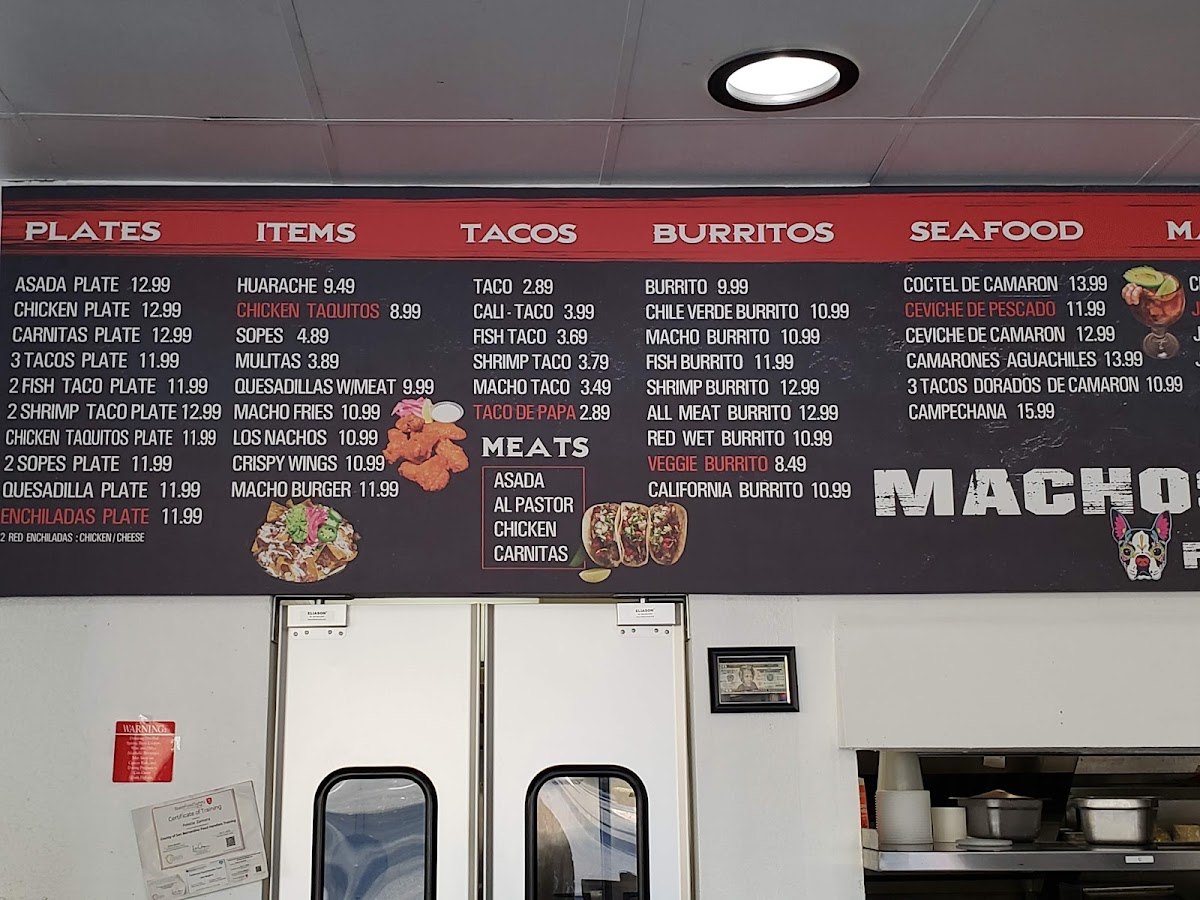 PLATES
ASADA PLATE 12.99
CHICKEN PLATE 12.99
CARNITAS PLATE 12.99
3 TACOS PLATE 11.99
2 FISH TACO PLATE 11.99
2 SHRIMP TACO PLATE 12.99
CHICKEN TAQUITOS PLATE 11.99
2 SOPES PLATE 11.99
QUESADILLA PLATE 11.99
ENCHILADAS PLATE 11.99
2 RED ENCHILADAS : CHICKEN / CHEESE
ITEMS
HUARACHE 9.49
CHICKEN TAQUITOS 8.99
SOPES 4.89
MULITAS 3.89
QUESADILLAS W/MEAT 9.99
MACHO FRIES 10.99
LOS NACHOS 10.99
CRISPY WINGS 10.99
MACHO BURGER 11.99
TACOS
TACO 2.89
CALI - TACO 3.99
FISH TACO 3.69
SHRIMP TACO 3.79
MACHO TACO 3.49
TACO DE PAPA 2.89
MEATS
ASADA
AL PASTOR
CHICKEN
CARNITAS
BURRITOS
BURRITO 9.99
CHILE VERDE BURRITO 10.99
MACHO BURRITO 10.99
FISH BURRITO 11.99
SHRIMP BURRITO 12.99
ALL MEAT BURRITO 12.99
RED WET BURRITO 10.99
VEGGIE BURRITO 8.49
CALIFORNIA BURRITO 10.99
SEAFOOD
COCTEL DE CAMARON 13.99
CEVICHE DE PESCADO 11.99
CEVICHE DE CAMARON 12.99
CAMARONES AGUACHILES 13.99
3 TACOS DORADOS DE CAMARON 10.99
CAMPECHANA 15.99
MA
MACHO'
ELIASON
ELIASON
WARNING:
Certificate of Training
C